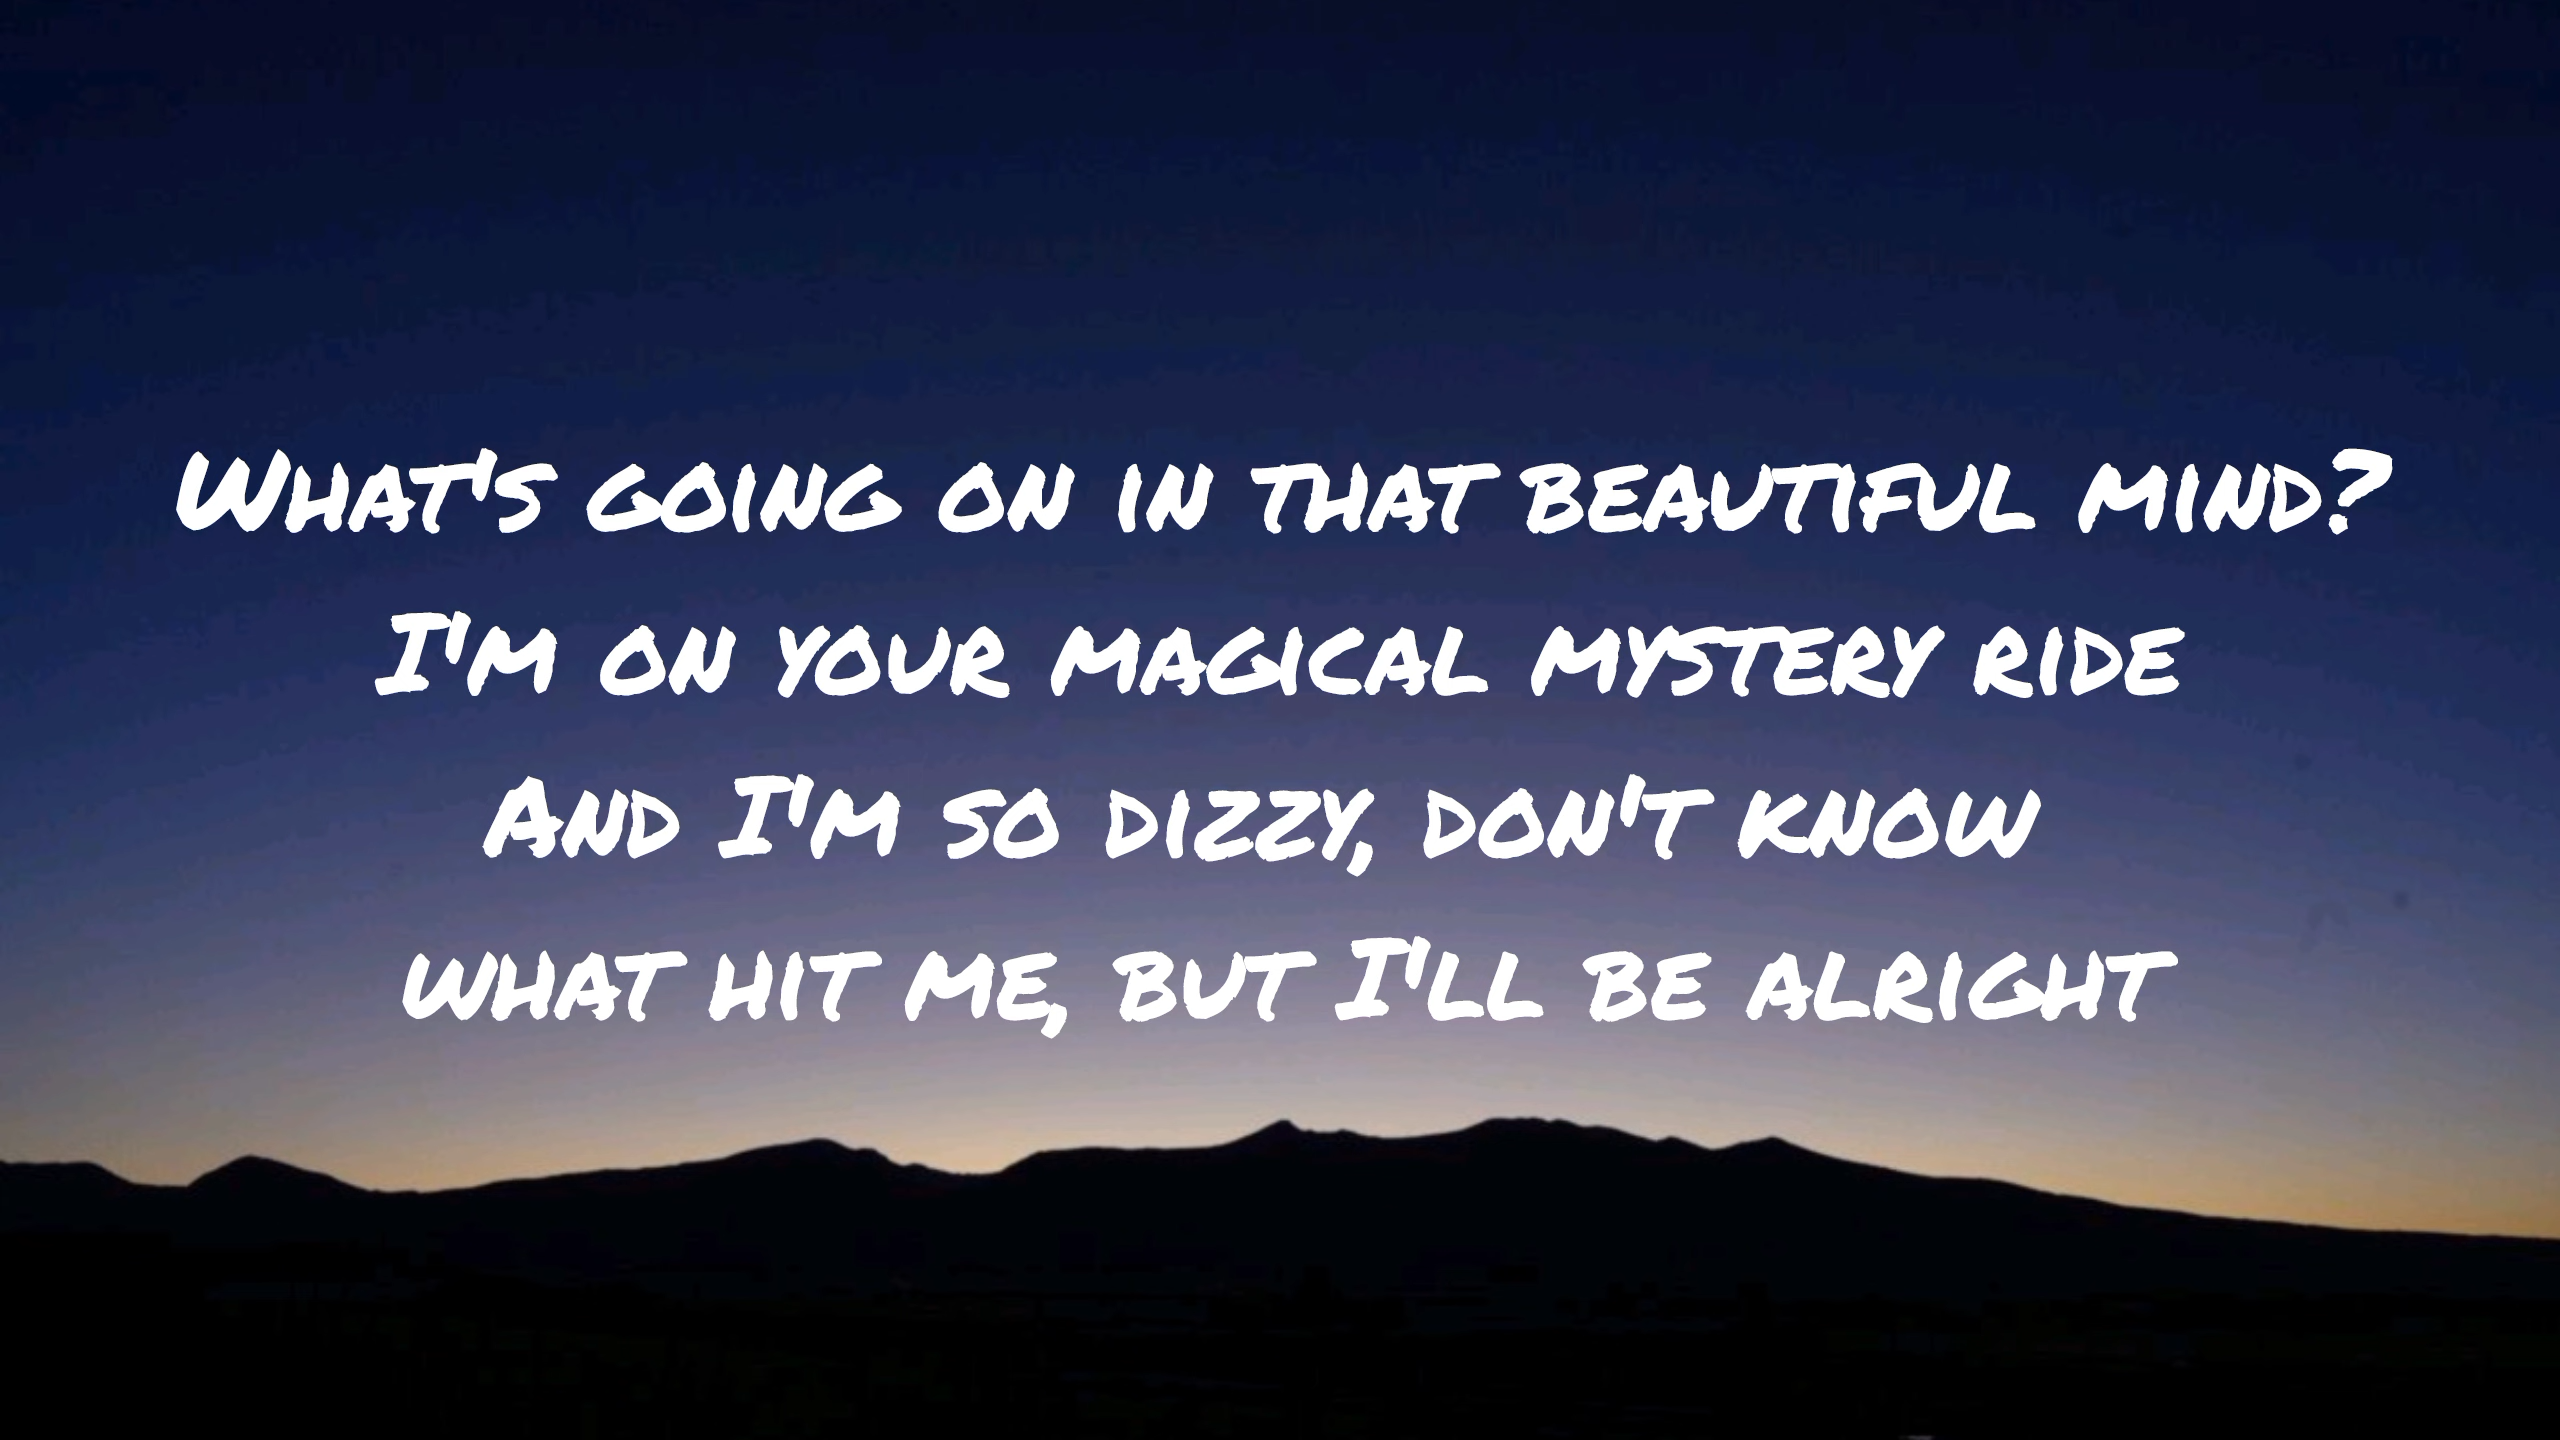 What's going on in that beautiful mind?
I'm on your magical mystery ride
And I'm so dizzy, don't know
what hit me, but I'll be alright